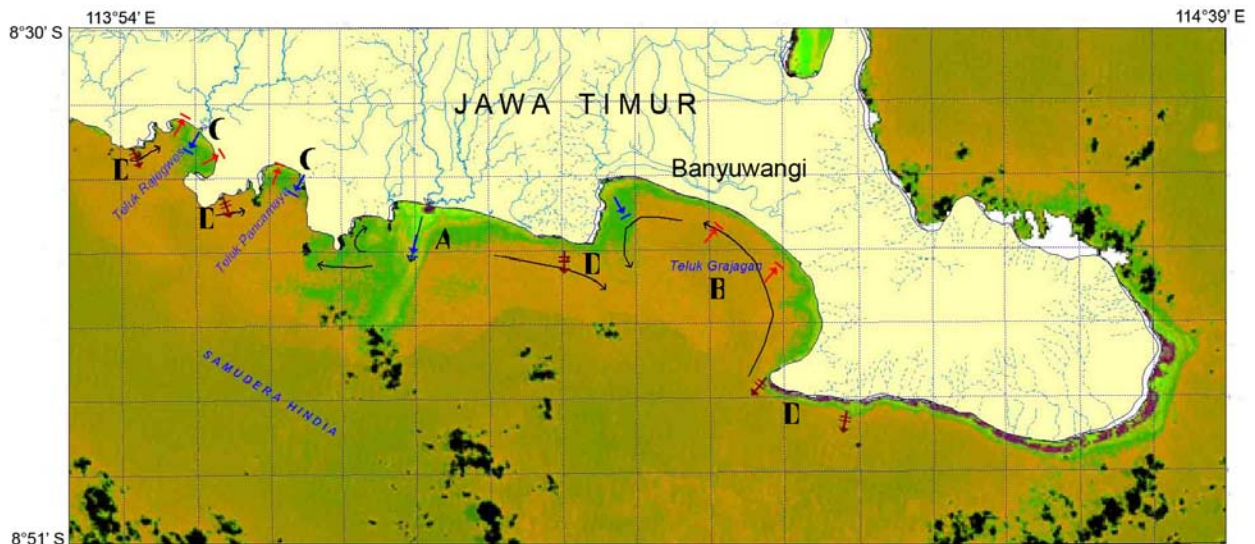 113°54' E
114°39' E
8°30' S
JAWA TIMUR
C
D
Teluk Rajegwesi
C
Banyuwangi
D
Teluk Pancamaya
A
D
Teluk Grajagan
B
SAMUDERA HINDIA
D
8°51' S